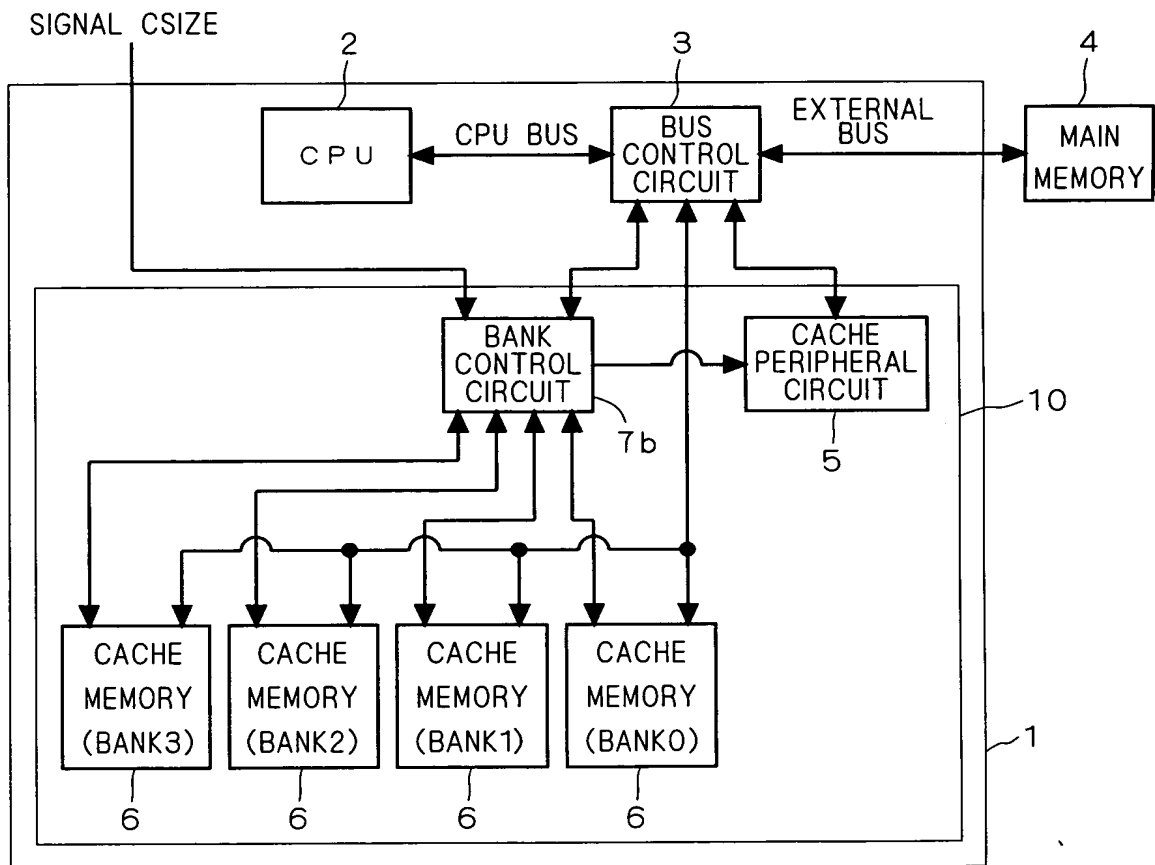 SIGNAL CSIZE
2
3
4
CPU
CPU BUS
BUS
CONTROL
CIRCUIT
EXTERNAL
BUS
MAIN
MEMORY
BANK
CONTROL
CIRCUIT
7b
CACHE
PERIPHERAL
CIRCUIT
5
10
CACHE
MEMORY
(BANK3)
CACHE
MEMORY
(BANK2)
CACHE
MEMORY
(BANK1)
CACHE
MEMORY
(BANK0)
1
6
6
6
6